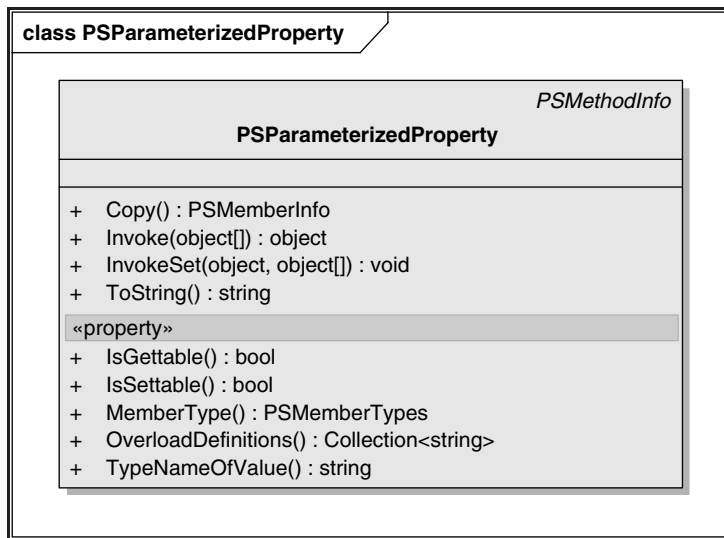 class PSParameterizedProperty
PSMethodInfo
PSParameterizedProperty
+ Copy() : PSMemberInfo
+ Invoke(object[]) : object
+ InvokeSet(object, object[]) : void
+ ToString() : string
«property»
+ IsGettable() : bool
+ IsSettable() : bool
+ MemberType() : PSMemberTypes
+ OverloadDefinitions() : Collection<string>
+ TypeNameOfValue() : string